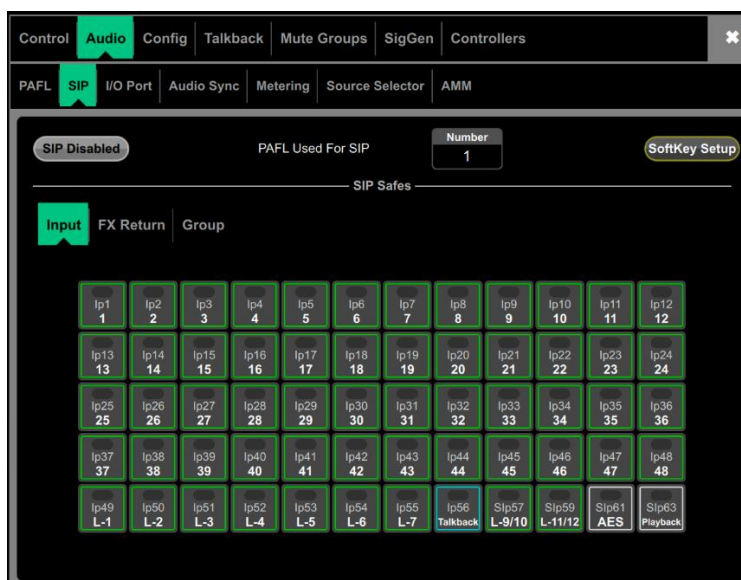 Control Audio Config Talkback Mute Groups SigGen Controllers
PAFL SIP I/O Port Audio Sync Metering Source Selector AMM
SIP Disabled PAFL Used For SIP Number 1 SoftKey Setup
SIP Safes
Input FX Return Group
Ip1 Ip2 Ip3 Ip4 Ip5 Ip6 Ip7 Ip8 Ip9 Ip10 Ip11 Ip12
1 2 3 4 5 6 7 8 9 10 11 12
Ip13 Ip14 Ip15 Ip16 Ip17 Ip18 Ip19 Ip20 Ip21 Ip22 Ip23 Ip24
13 14 15 16 17 18 19 20 21 22 23 24
Ip25 Ip26 Ip27 Ip28 Ip29 Ip30 Ip31 Ip32 Ip33 Ip34 Ip35 Ip36
25 26 27 28 29 30 31 32 33 34 35 36
Ip37 Ip38 Ip39 Ip40 Ip41 Ip42 Ip43 Ip44 Ip45 Ip46 Ip47 Ip48
37 38 39 40 41 42 43 44 45 46 47 48
Ip49 Ip50 Ip51 Ip52 Ip53 Ip54 Ip55 Ip56 SIp57 SIp59 SIp61 SIp63
L-1 L-2 L-3 L-4 L-5 L-6 L-7 Talkback L-9/10 L-11/12 AES Playback